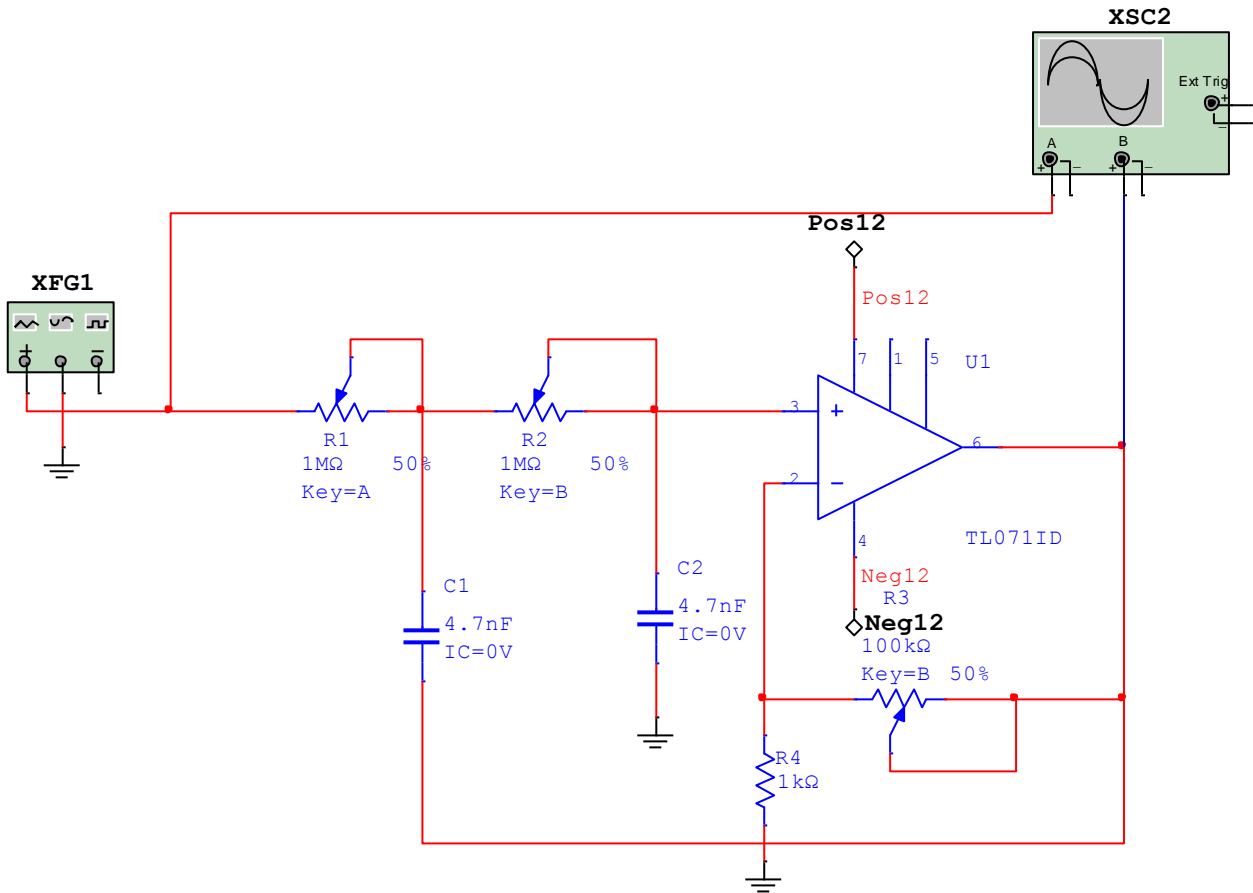 XSC2
Ext Trig
+
−
A
B
+ − + −
Pos12
XFG1
Pos12
+ −
7 1 5 U1
3 +
R1
R2
6
1MΩ 50%
1MΩ 50%
2 −
Key=A
Key=B
4
TL071ID
C2
Neg12
C1
R3
4.7nF
Neg12
4.7nF
IC=0V
100kΩ
IC=0V
Key=B 50%
R4
1kΩ